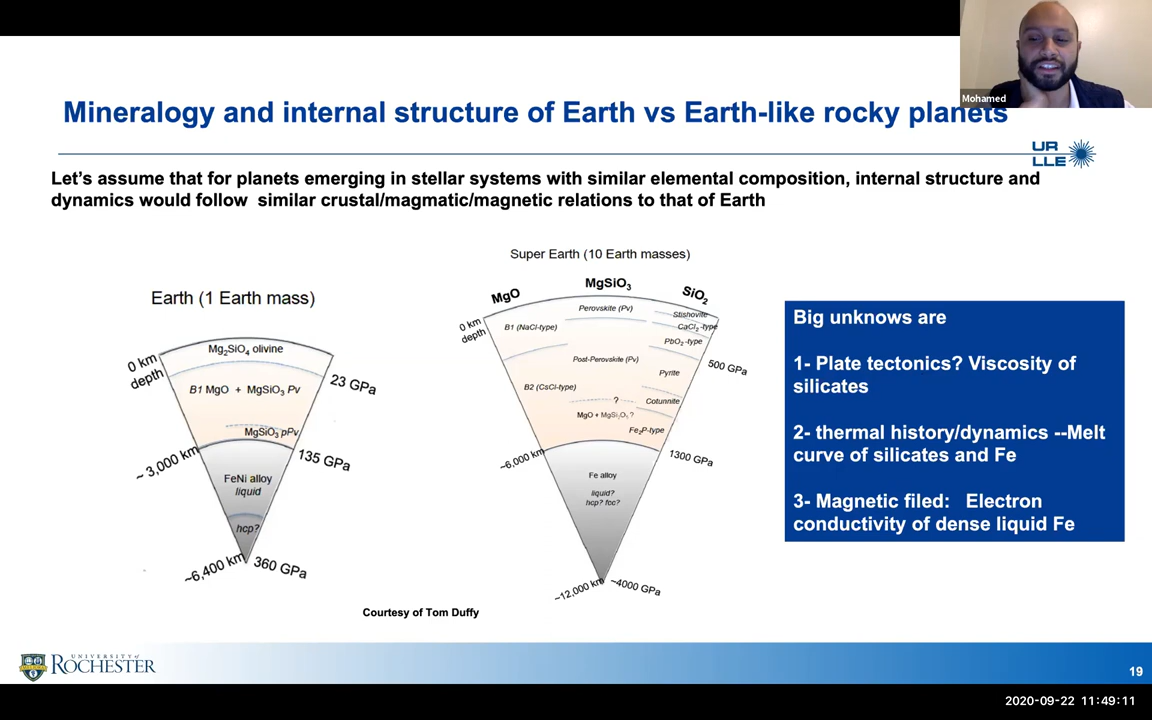 Mohamed
Mineralogy and internal structure of Earth vs Earth-like rocky planets
UR
LLE
Let's assume that for planets emerging in stellar systems with similar elemental composition, internal structure and
dynamics would follow similar crustal/magmatic/magnetic relations to that of Earth
Earth (1 Earth mass)
0 km
depth
Mg₂SiO₄ olivine
23 GPa
B1 MgO + MgSiO₃ Pv
MgSiO₃ pPv
~ 3,000 km
135 GPa
FeNi alloy
liquid
hcp?
~6,400 km
360 GPa
Super Earth (10 Earth masses)
MgO
MgSiO₃
SiO₂
0 km
depth
Perovskite (Pv)
Stishovite
B1 (NaCl-type)
CaCl₂-type
PbO₂-type
Post-Perovskite (Pv)
500 GPa
Pyrite
B2 (CsCl-type)
?
Cotunnite
MgO + MgSi₂O₅ ?
Fe₂P-type
~6,000 km
1300 GPa
Fe alloy
liquid?
hcp? fcc?
~12,000 km
~4000 GPa
Courtesy of Tom Duffy
Big unknows are
1- Plate tectonics? Viscosity of
silicates
2- thermal history/dynamics --Melt
curve of silicates and Fe
3- Magnetic filed: Electron
conductivity of dense liquid Fe
UNIVERSITY of
ROCHESTER
19
2020-09-22 11:49:11